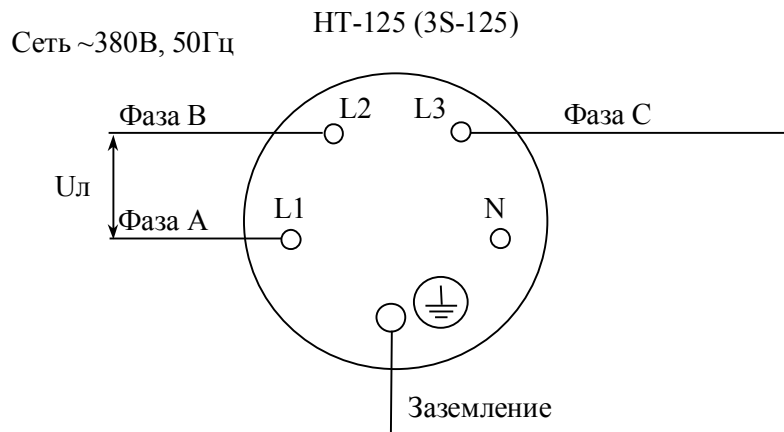 НТ-125 (3S-125)
Сеть ~380В, 50Гц
Фаза В
L2
L3
Фаза С
Uл
Фаза А
L1
N
Заземление